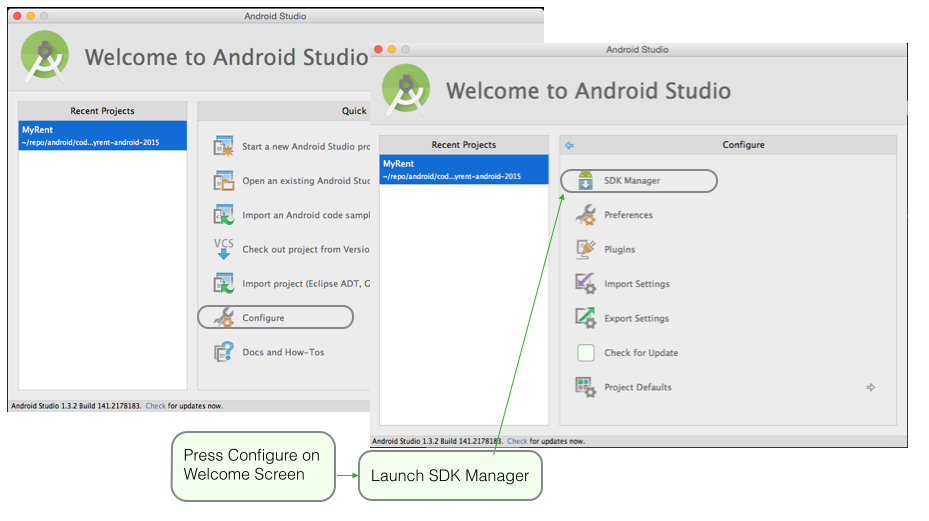 Android Studio
Welcome to Android Studio
Recent Projects
MyRent
~/repo/android/cod...yrent-android-2015
Quick
Start a new Android Studio pro
Open an existing Android Stud
Import an Android code sampl
VCS
Check out project from Versio
Import project (Eclipse ADT, G
Configure
Docs and How-Tos
Android Studio 1.3.2 Build 141.2178183. Check for updates now.
Android Studio
Welcome to Android Studio
Recent Projects
MyRent
~/repo/android/cod...yrent-android-2015
Configure
SDK Manager
Preferences
Plugins
Import Settings
Export Settings
Check for Update
Project Defaults
Android Studio 1.3.2 Build 141.2178183. Check for updates now.
Press Configure on
Welcome Screen
Launch SDK Manager